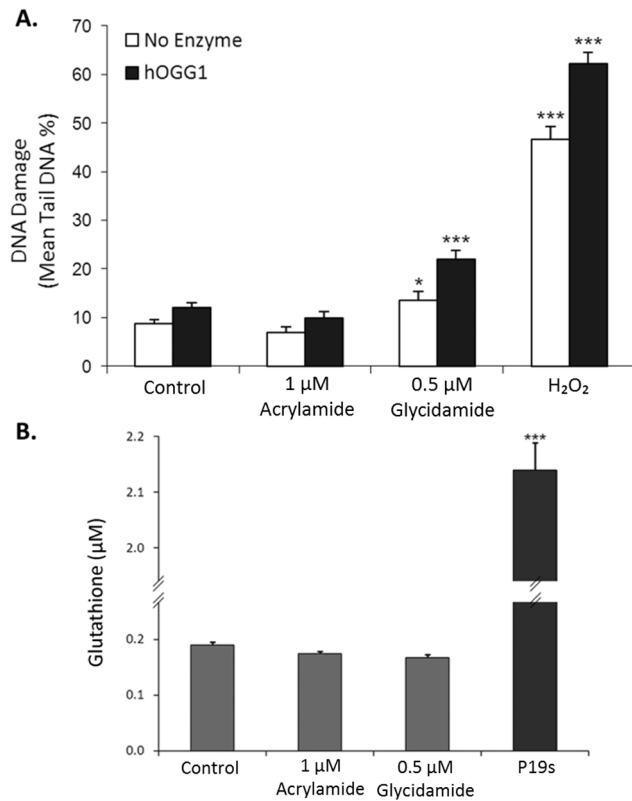 A.
DNA Damage
(Mean Tail DNA %)
70
60
50
40
30
20
10
0
No Enzyme
hOGG1
*
***
***
***
Control
1 µM
Acrylamide
0.5 µM
Glycidamide
H₂O₂
B.
Glutathione (µM)
2.2
2.1
2.0
0.2
0.1
0.0
***
Control
1 µM
Acrylamide
0.5 µM
Glycidamide
P19s